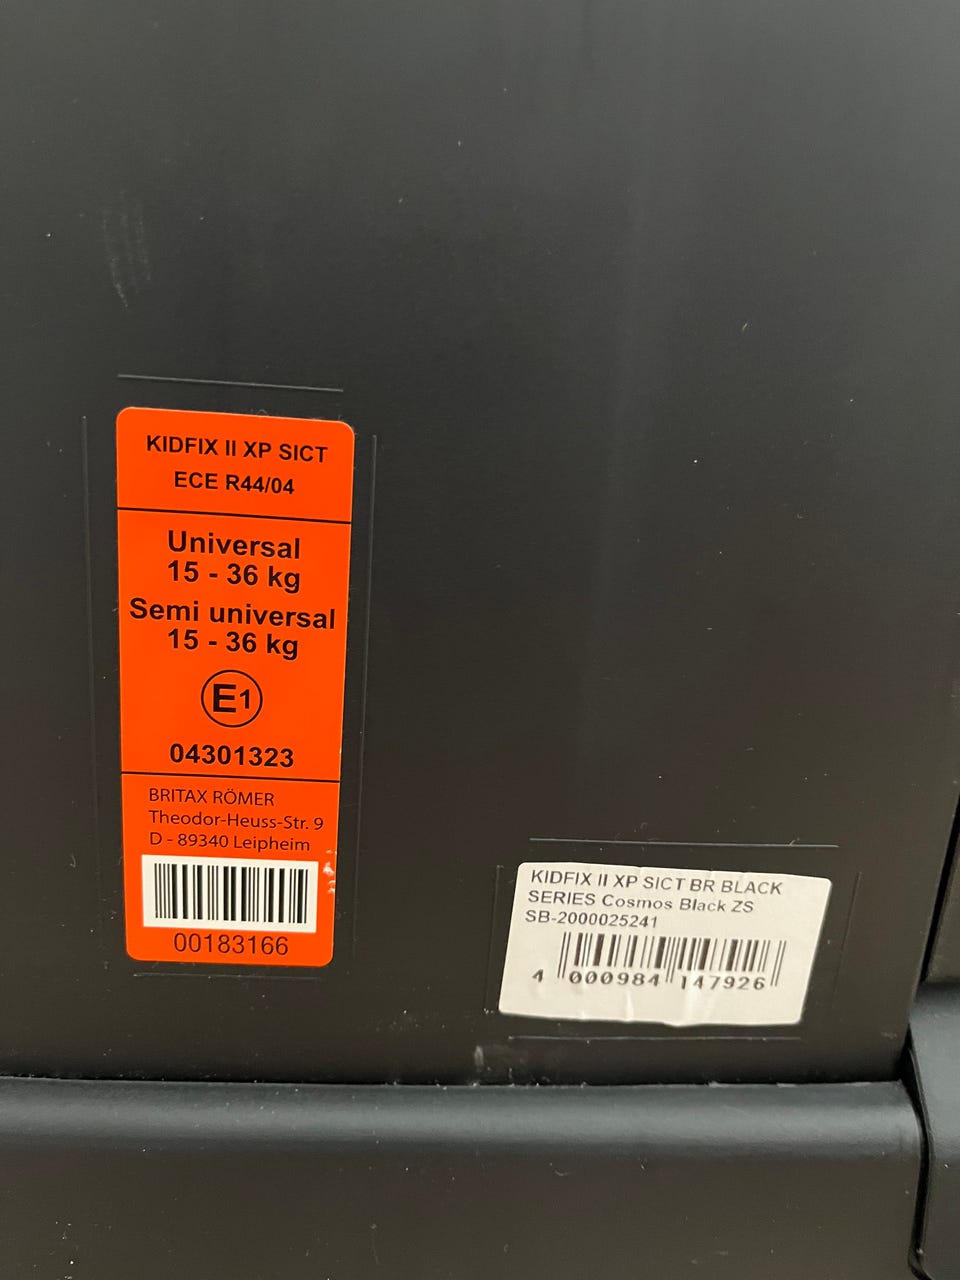 KIDFIX II XP SICT
ECE R44/04
Universal
15 - 36 kg
Semi universal
15 - 36 kg
E1
04301323
BRITAX RÖMER
Theodor-Heuss-Str. 9
D - 89340 Leipheim
00183166
KIDFIX II XP SICT BR BLACK
SERIES Cosmos Black ZS
SB-2000025241
4 000984 147926